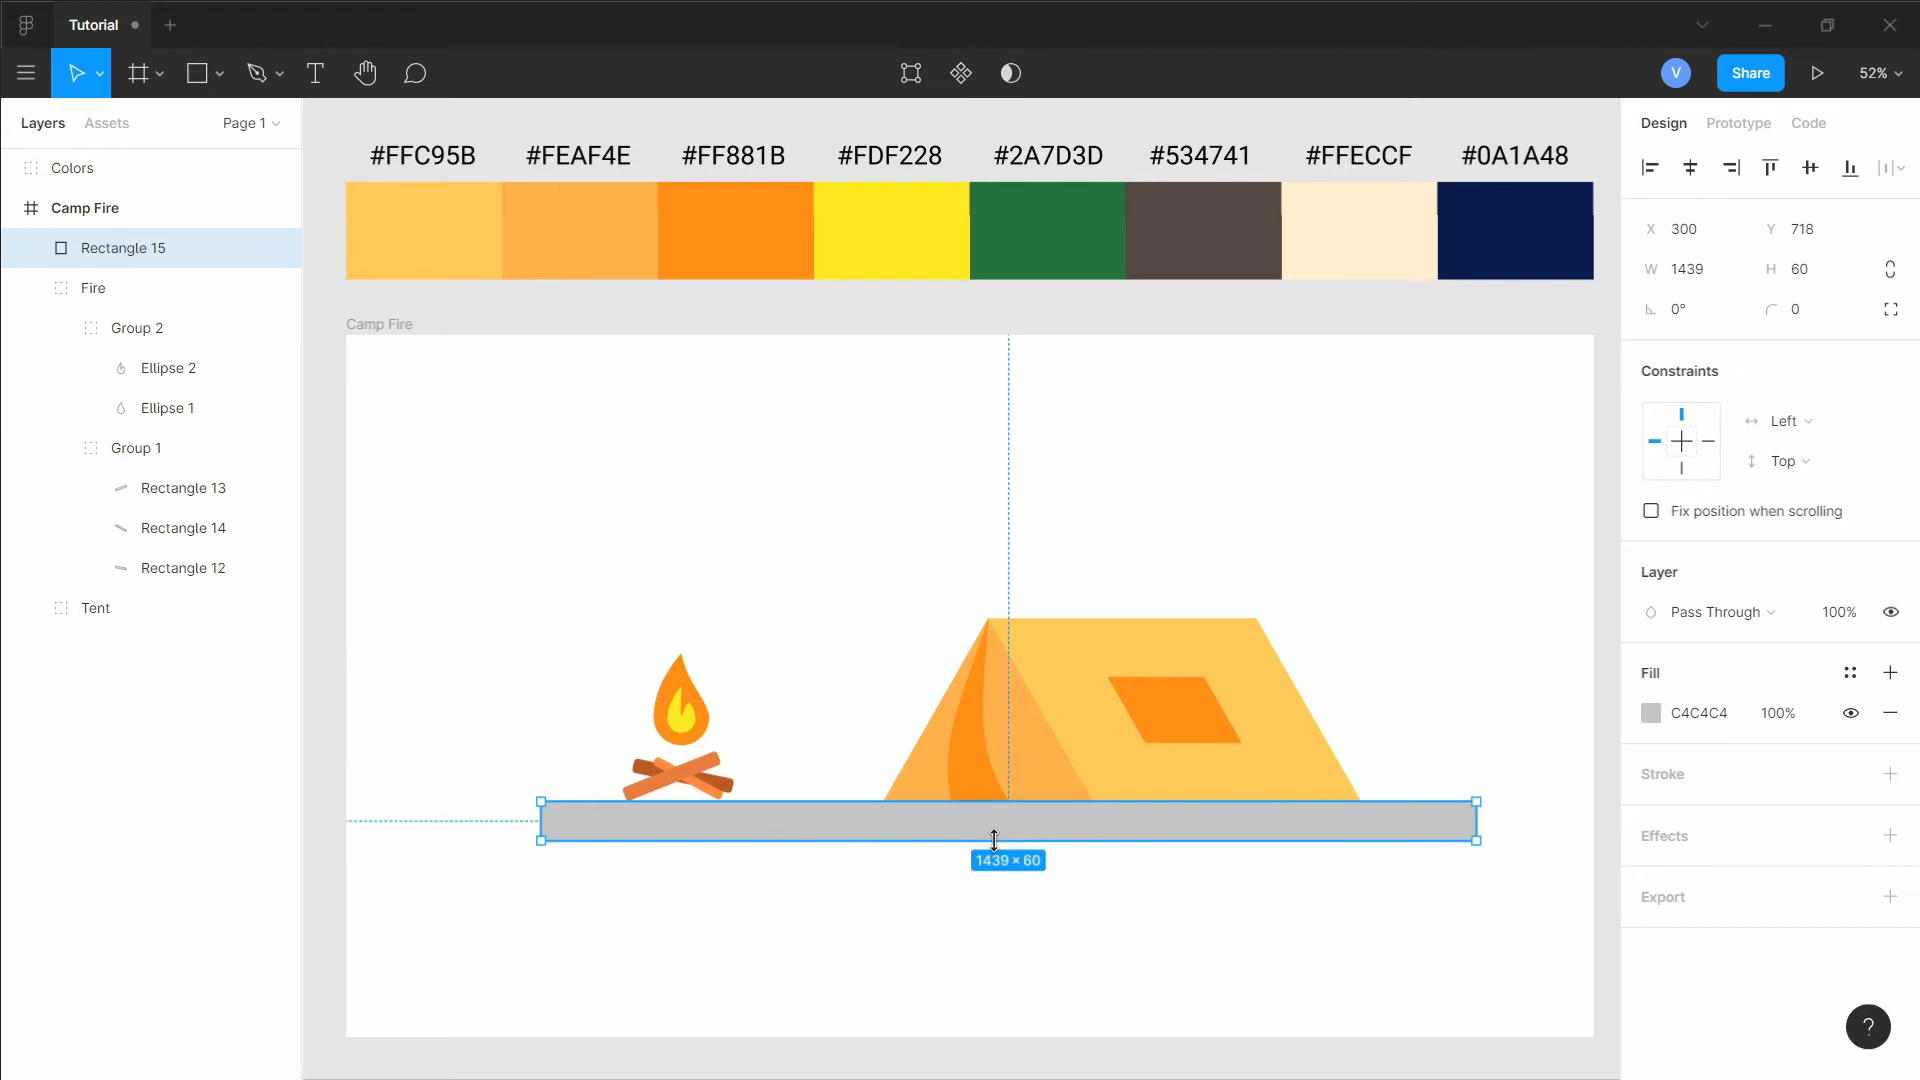 Tutorial
Share
52%
Layers
Assets
Page 1
Design
Prototype
Code
Colors
Camp Fire
Rectangle 15
Fire
Group 2
Ellipse 2
Ellipse 1
Group 1
Rectangle 13
Rectangle 14
Rectangle 12
Tent
#FFC95B
#FEAF4E
#FF881B
#FDF228
#2A7D3D
#534741
#FFECCF
#0A1A48
Camp Fire
1439 × 60
X 300 Y 718
W 1439 H 60
0° 0
Constraints
Left
Top
Fix position when scrolling
Layer
Pass Through 100%
Fill
C4C4C4 100%
Stroke
Effects
Export
V
?